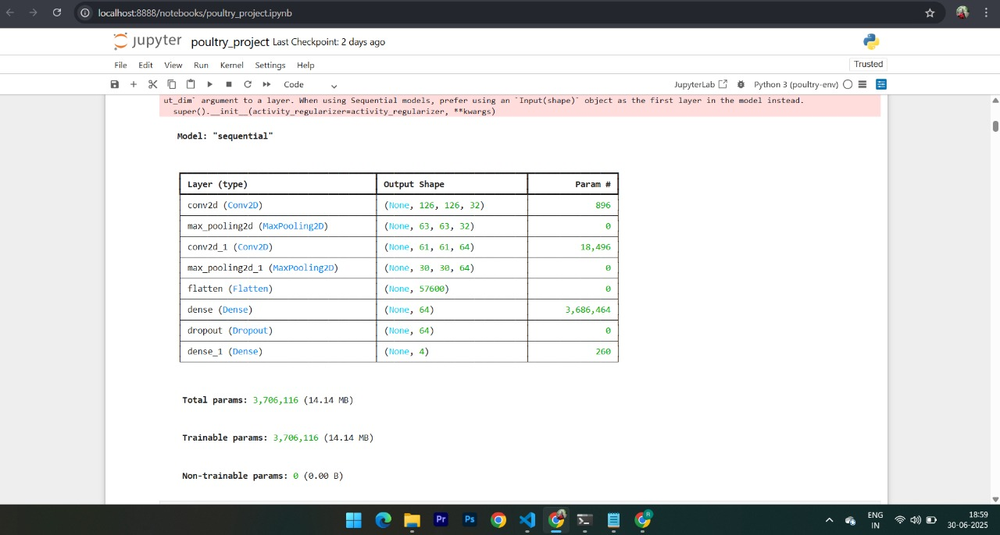 localhost:8888/notebooks/poultry_project.ipynb
jupyter poultry_project Last Checkpoint: 2 days ago
File Edit View Run Kernel Settings Help
Trusted
Code
JupyterLab Python 3 (poultry-env)
ut_dim` argument to a layer. When using Sequential models, prefer using an `Input(shape)` object as the first layer in the model instead.
super().__init__(activity_regularizer=activity_regularizer, **kwargs)
Model: "sequential"
Layer (type) Output Shape Param #
conv2d (Conv2D) (None, 126, 126, 32) 896
max_pooling2d (MaxPooling2D) (None, 63, 63, 32) 0
conv2d_1 (Conv2D) (None, 61, 61, 64) 18,496
max_pooling2d_1 (MaxPooling2D) (None, 30, 30, 64) 0
flatten (Flatten) (None, 57600) 0
dense (Dense) (None, 64) 3,686,464
dropout (Dropout) (None, 64) 0
dense_1 (Dense) (None, 4) 260
Total params: 3,706,116 (14.14 MB)
Trainable params: 3,706,116 (14.14 MB)
Non-trainable params: 0 (0.00 B)
Pr
Ps
R
ENG
IN
18:59
30-06-2025